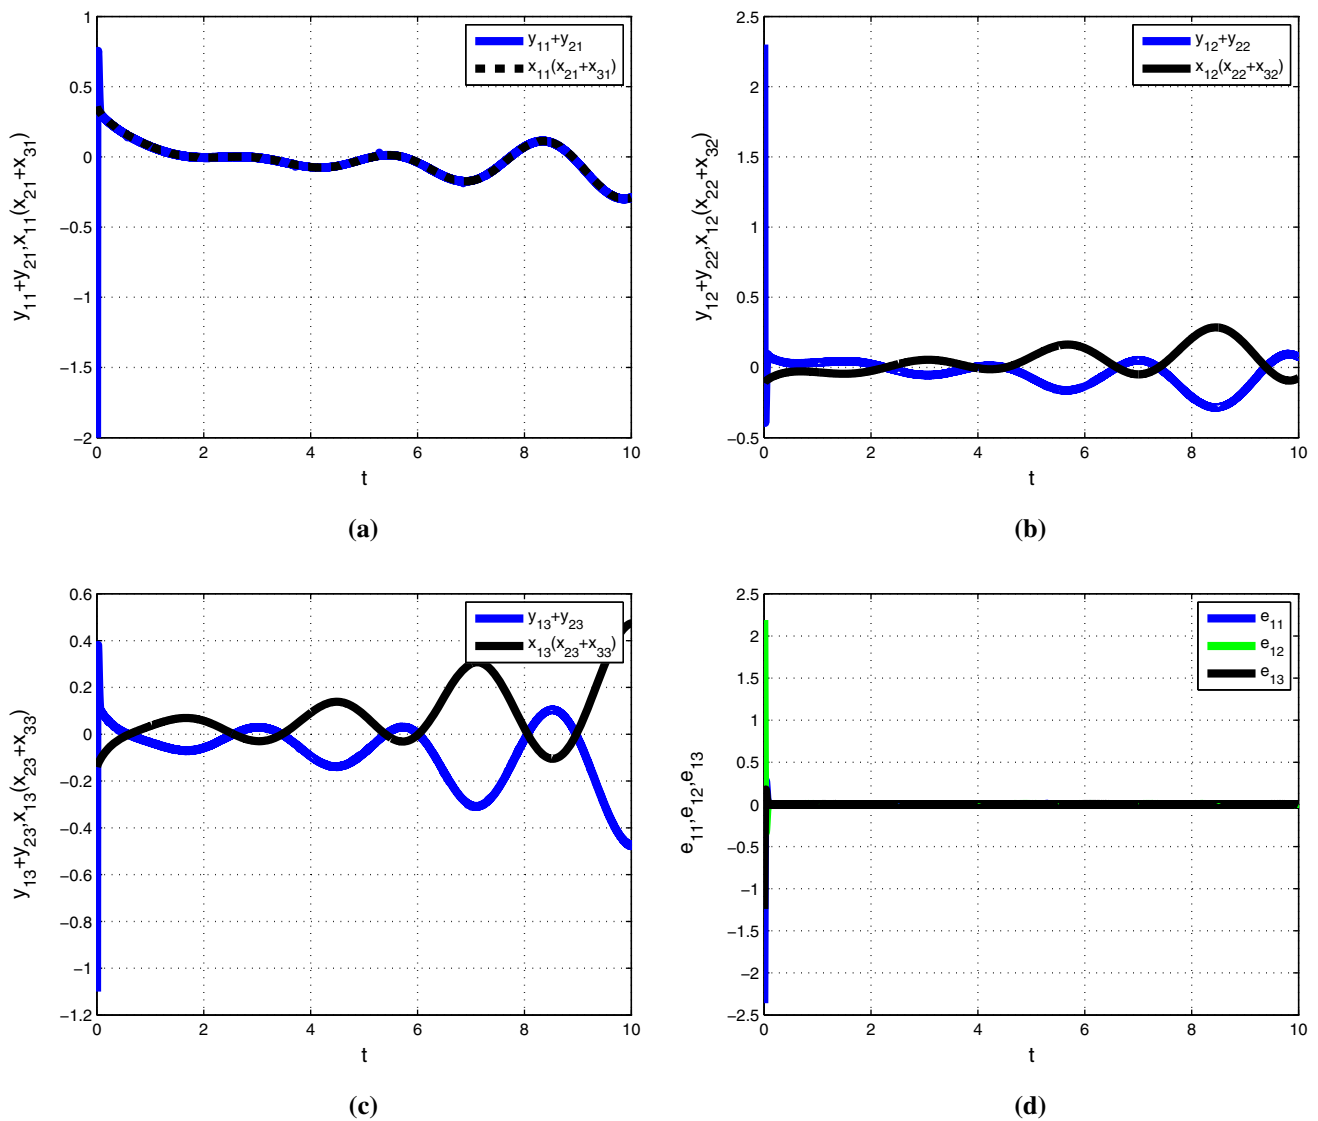 1
0.5
0
−0.5
−1
−1.5
−2
0 2 4 6 8 10
t
y11+y21,x11(x21+x31)
y11+y21
x11(x21+x31)
(a)
2.5
2
1.5
1
0.5
0
−0.5
0 2 4 6 8 10
t
y12+y22,x12(x22+x32)
y12+y22
x12(x22+x32)
(b)
0.6
0.4
0.2
0
−0.2
−0.4
−0.6
−0.8
−1
−1.2
0 2 4 6 8 10
t
y13+y23,x13(x23+x33)
y13+y23
x13(x23+x33)
(c)
2.5
2
1.5
1
0.5
0
−0.5
−1
−1.5
−2
−2.5
0 2 4 6 8 10
t
e11,e12,e13
e11
e12
e13
(d)